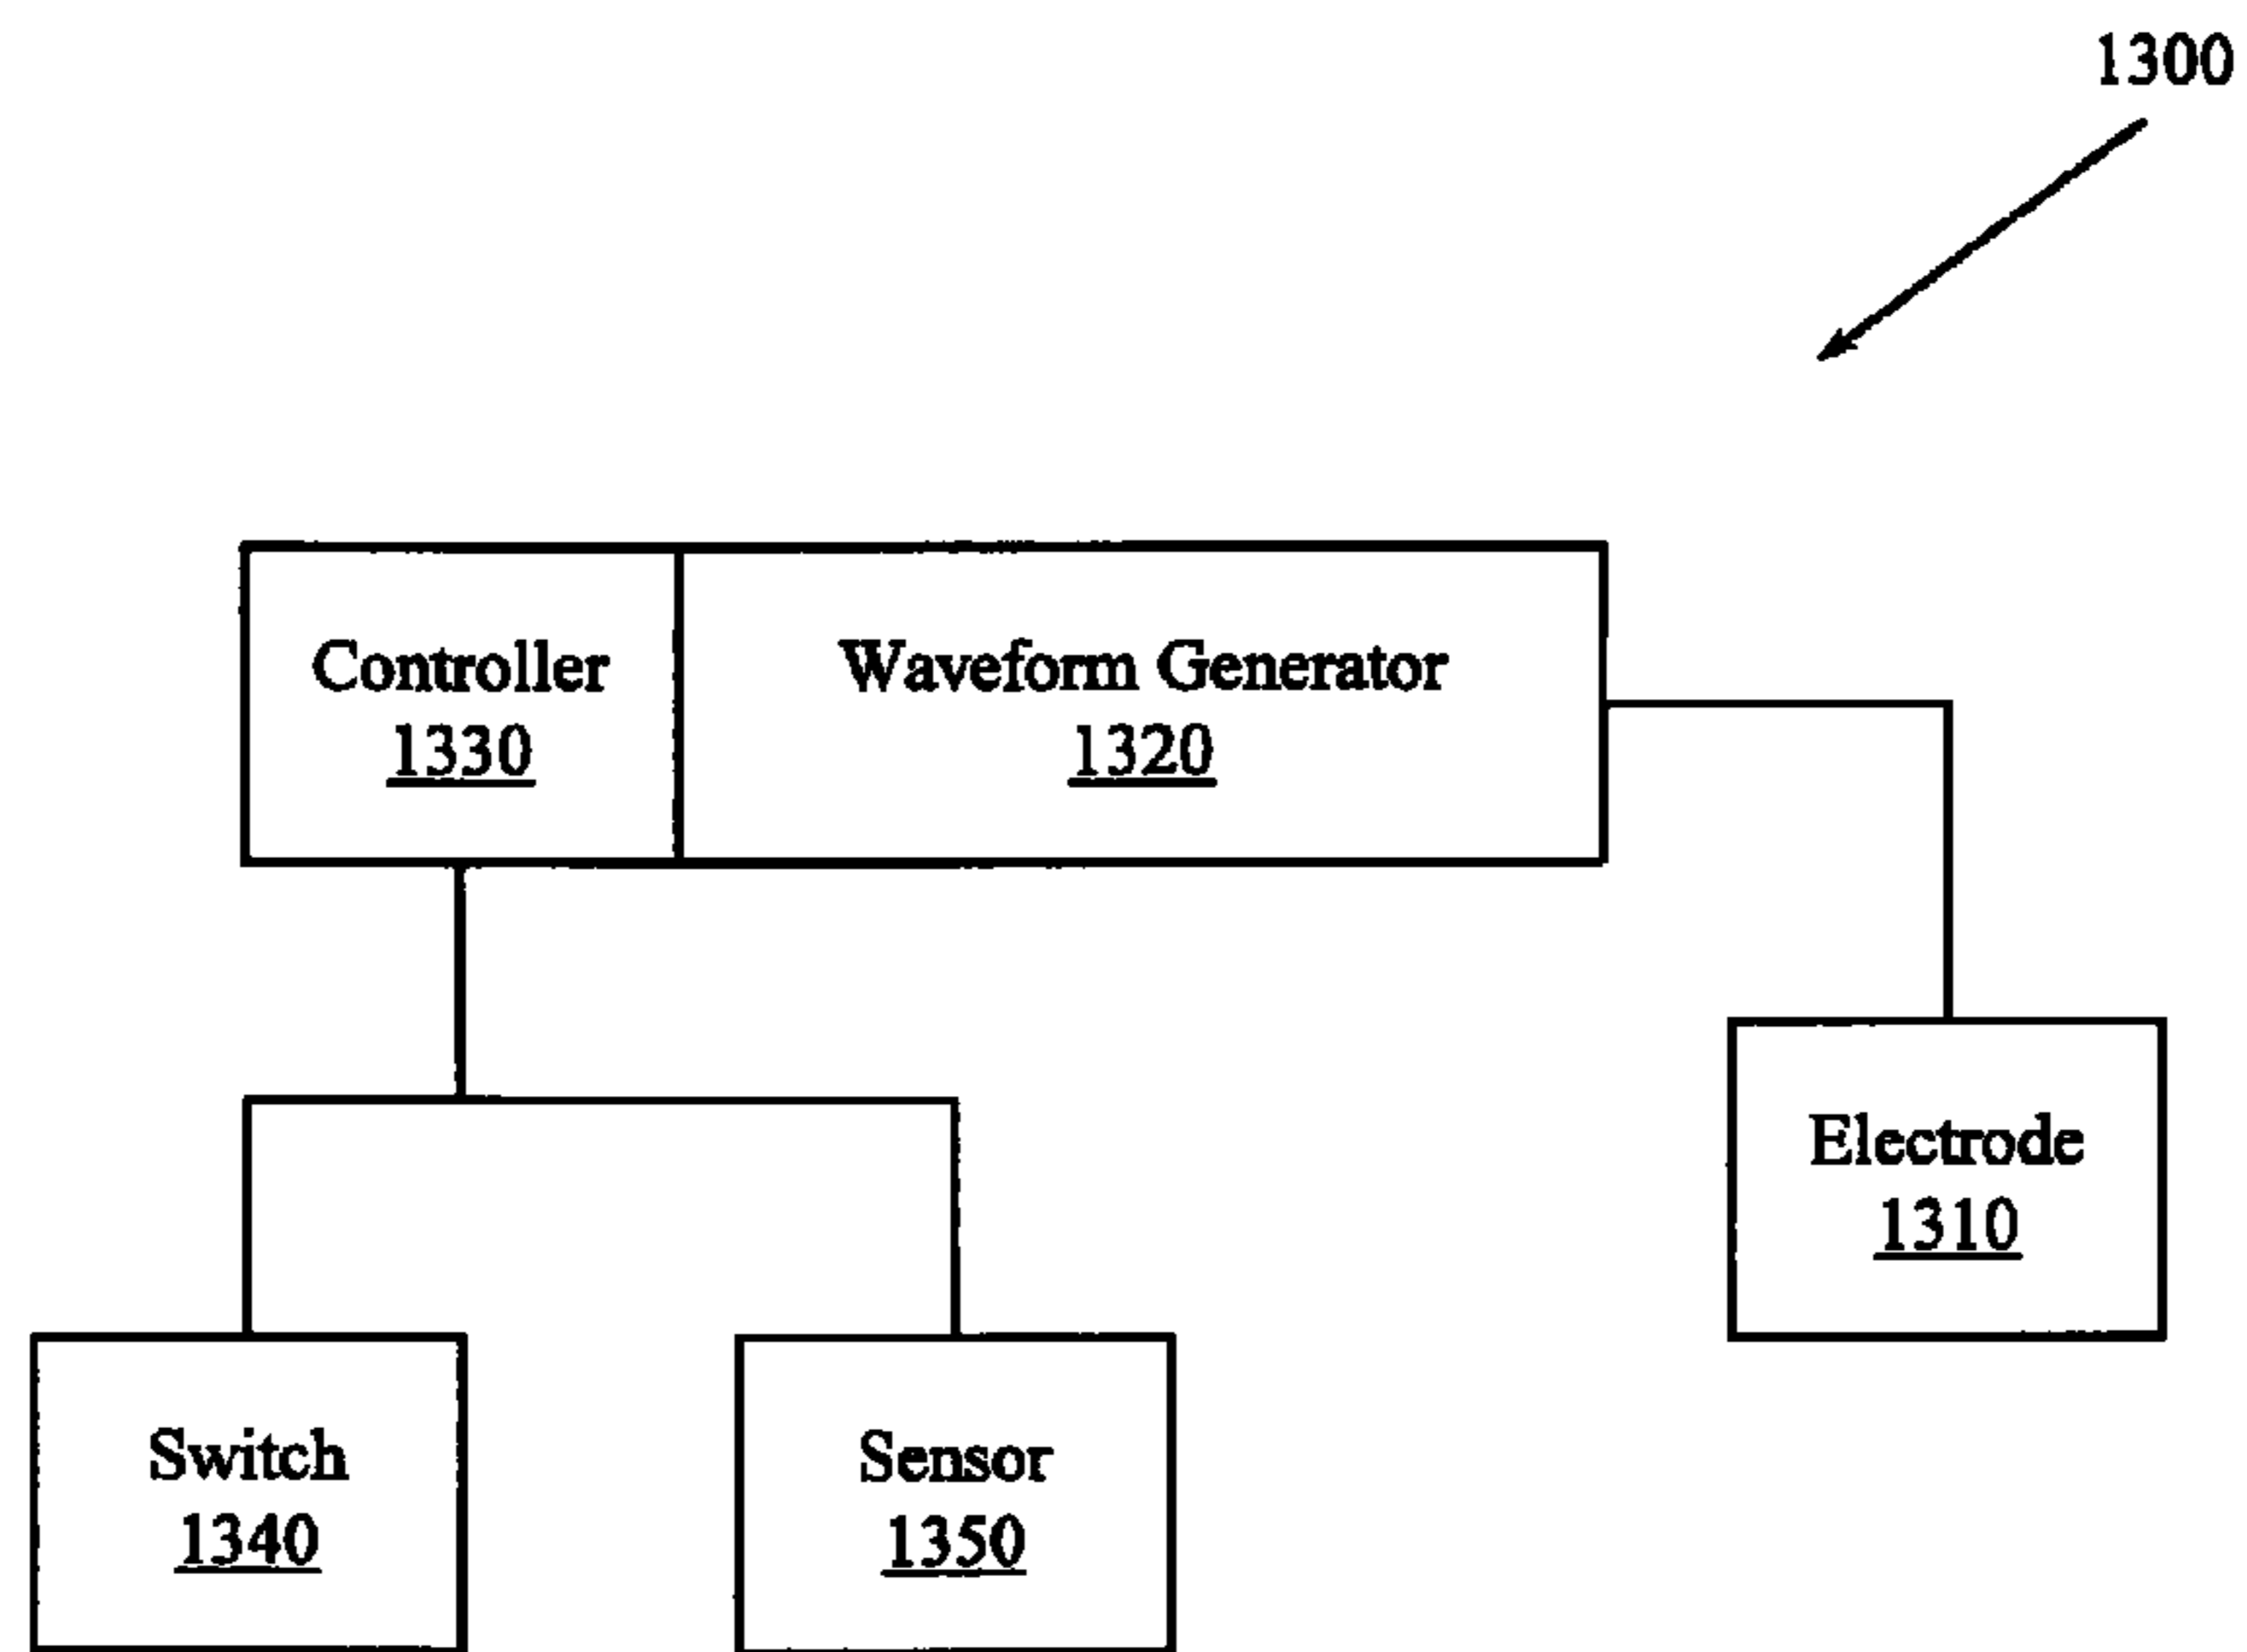 1300
Controller
1330
Waveform Generator
1320
Electrode
1310
Switch
1340
Sensor
1350